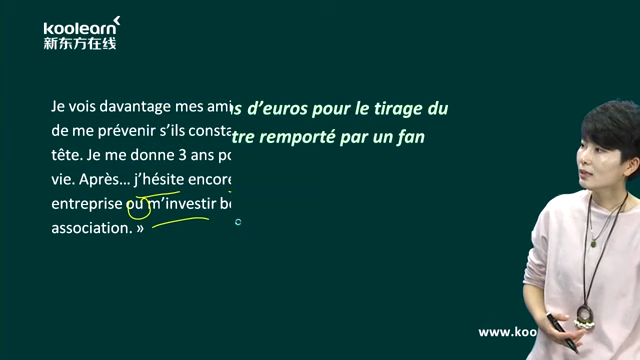 koolearn
新东方在线
s d'euros pour le tirage du
tre remporté par un fan
Je vois davantage mes ami
de me prévenir s'ils consta
tête. Je me donne 3 ans po
vie. Après… j'hésite encore
entreprise où m'investir b
association. »
www.koo